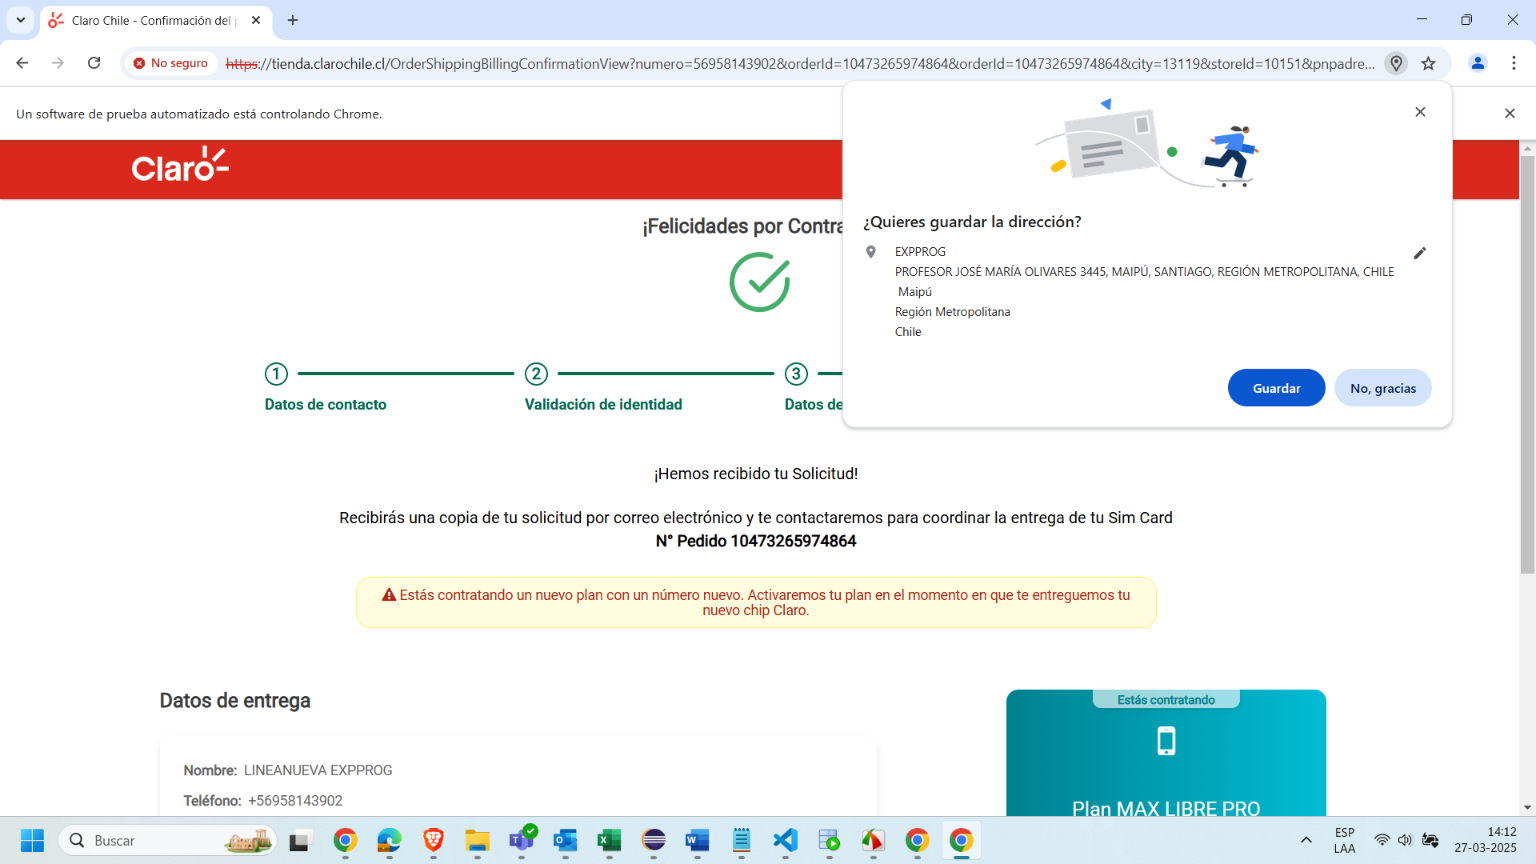 Claro Chile - Confirmación del p
No seguro
https://tienda.clarochile.cl/OrderShippingBillingConfirmationView?numero=56958143902&orderId=10473265974864&orderId=10473265974864&city=13119&storeId=10151&pnpadre...
Un software de prueba automatizado está controlando Chrome.
Claro
¡Felicidades por Contra
¿Quieres guardar la dirección?
EXPPROG
PROFESOR JOSÉ MARÍA OLIVARES 3445, MAIPÚ, SANTIAGO, REGIÓN METROPOLITANA, CHILE
Maipú
Región Metropolitana
Chile
Guardar
No, gracias
1
2
3
Datos de contacto
Validación de identidad
Datos de
¡Hemos recibido tu Solicitud!
Recibirás una copia de tu solicitud por correo electrónico y te contactaremos para coordinar la entrega de tu Sim Card
N° Pedido 10473265974864
Estás contratando un nuevo plan con un número nuevo. Activaremos tu plan en el momento en que te entreguemos tu
nuevo chip Claro.
Datos de entrega
Nombre: LINEANUEVA EXPPROG
Teléfono: +56958143902
Estás contratando
Plan MAX LIBRE PRO
Buscar
ESP
LAA
14:12
27-03-2025